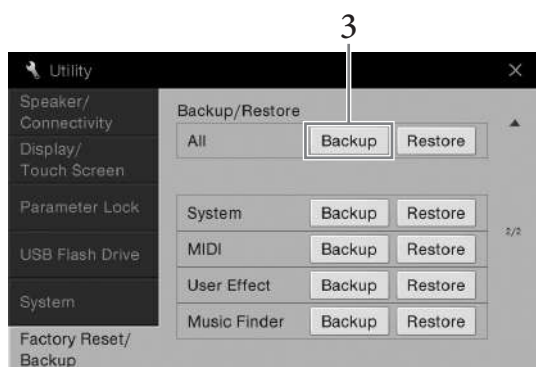 3
Utility
Speaker/
Connectivity
Display/
Touch Screen
Parameter Lock
USB Flash Drive
System
Factory Reset/
Backup
Backup/Restore
All Backup Restore
System Backup Restore
MIDI Backup Restore
User Effect Backup Restore
Music Finder Backup Restore
2/2